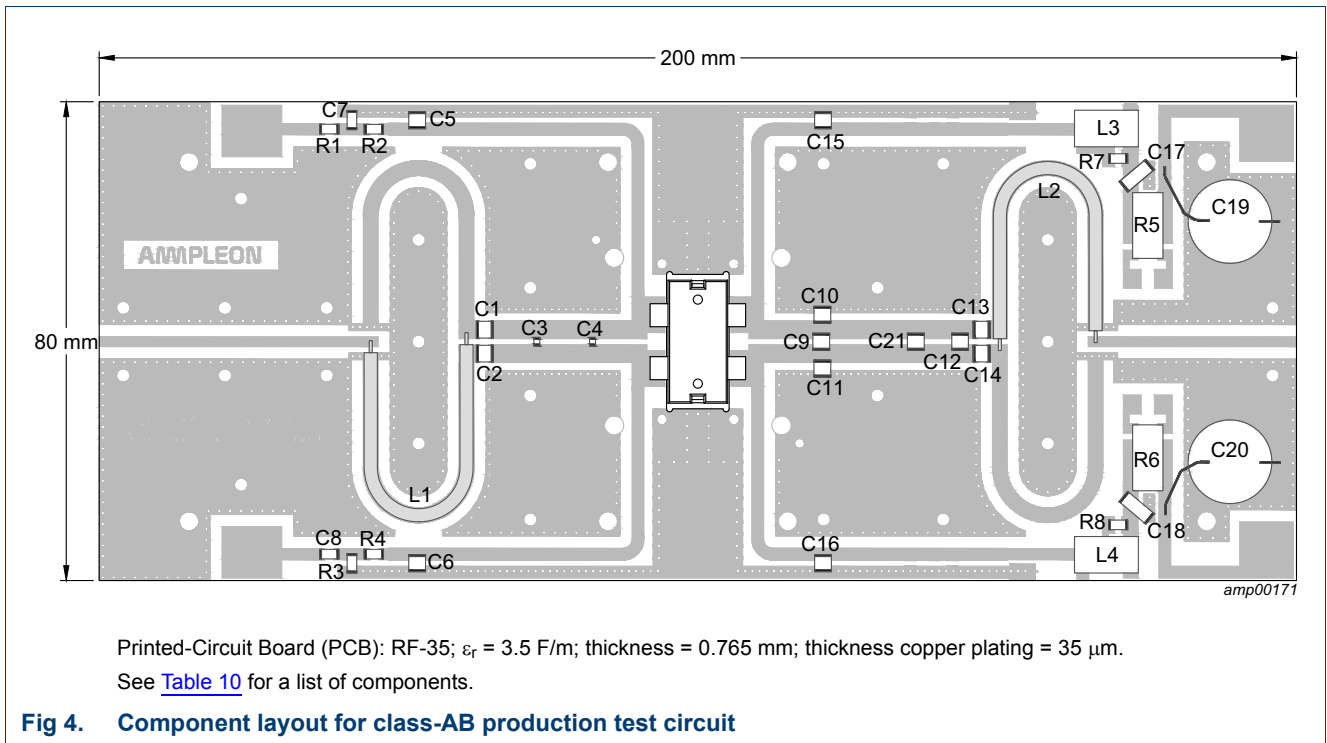 200 mm
C7
C5
R1
R2
C15
L3
R7
C17
L2
R5
C19
AMPLEON
80 mm
C1
C3
C4
C2
C10
C9
C11
C21
C12
C13
C14
L1
R6
C20
C8
R4
R3
C6
C16
R8
C18
L4
amp00171
Printed-Circuit Board (PCB): RF-35; εr = 3.5 F/m; thickness = 0.765 mm; thickness copper plating = 35 μm.
See Table 10 for a list of components.
Fig 4. Component layout for class-AB production test circuit